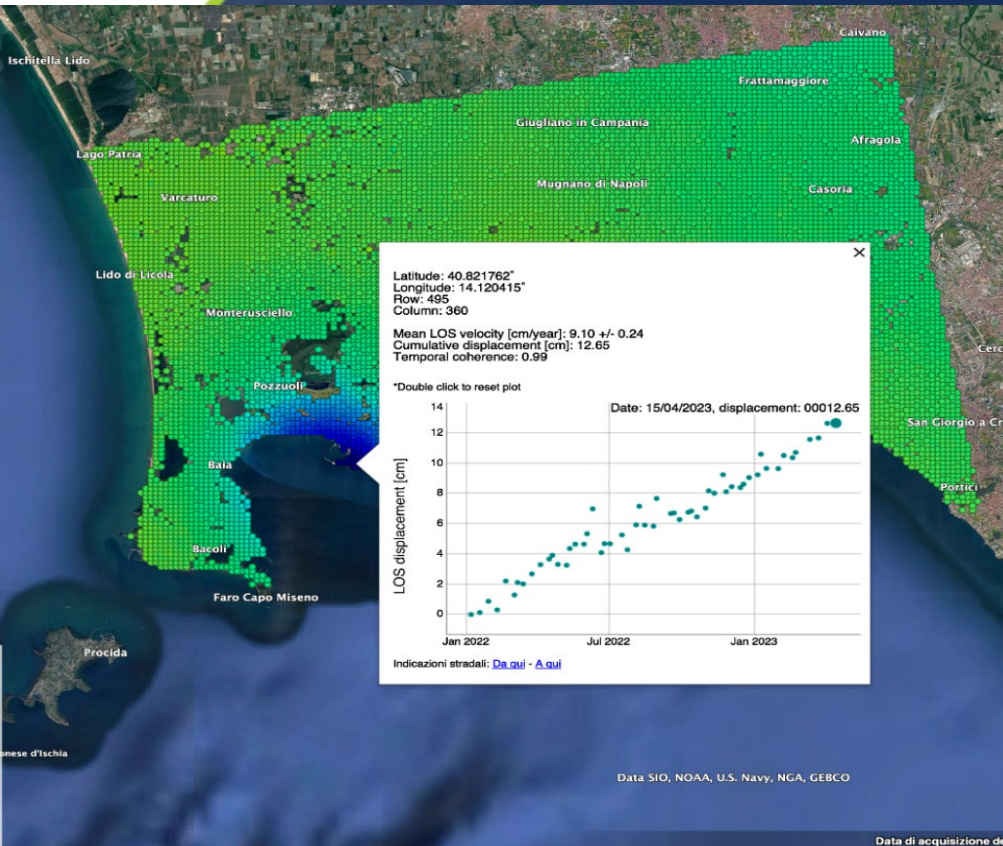 Caivano
Ischitella Lido
Frattamaggiore
Giugliano in Campania
Afragola
Lago Patria
Mugnano di Napoli
Casoria
Varcaturo
Lido di Licola
Monterusciello
Pozzuoli
Baia
Bacoli
Faro Capo Miseno
Procida
onese d'Ischia
Cerc
San Giorgio a Cr
Portici
×
Latitude: 40.821762°
Longitude: 14.120415°
Row: 495
Column: 360
Mean LOS velocity [cm/year]: 9.10 +/- 0.24
Cumulative displacement [cm]: 12.65
Temporal coherence: 0.99
*Double click to reset plot
Date: 15/04/2023, displacement: 00012.65
LOS displacement [cm]
14
12
10
8
6
4
2
0
Jan 2022 Jul 2022 Jan 2023
Indicazioni stradali: Da qui - A qui
Data SIO, NOAA, U.S. Navy, NGA, GEBCO
Data di acquisizione de